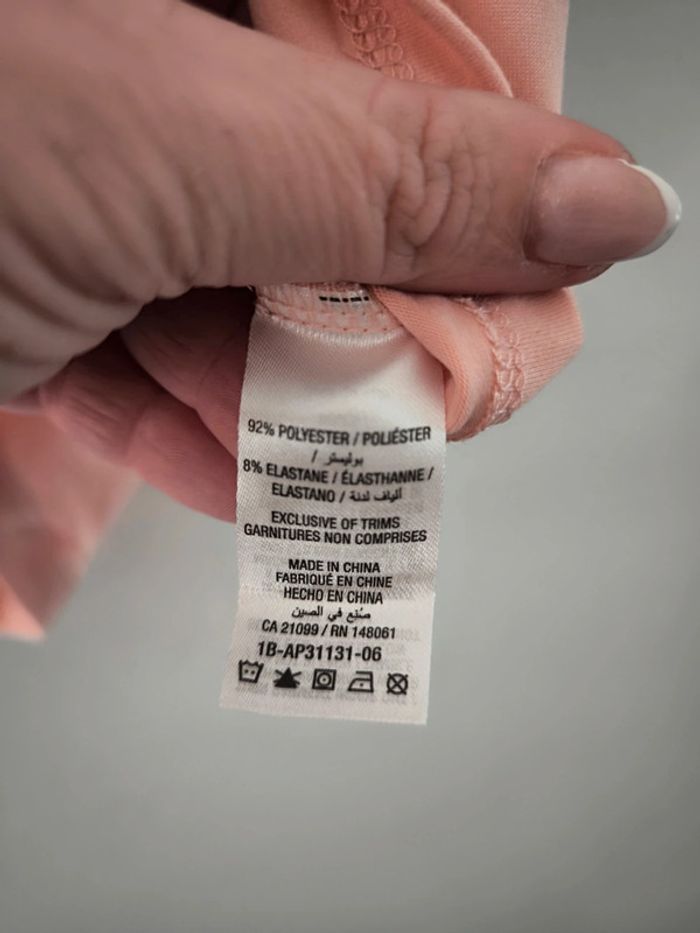 92% POLYESTER / POLIÉSTER
/ بوليستر
8% ELASTANE / ÉLASTHANNE /
ELASTANO / ألياف لدنة
EXCLUSIVE OF TRIMS
GARNITURES NON COMPRISES
MADE IN CHINA
FABRIQUÉ EN CHINE
HECHO EN CHINA
صُنع في الصين
CA 21099 / RN 148061
1B-AP31131-06